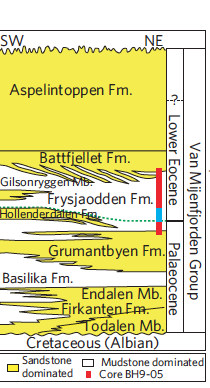 SW NE
Aspelintoppen Fm.
?
Battfjellet Fm.
Gilsonryggen Mb.
Frysjaodden Fm.
Hollenderdalen Fm.
Grumantbyen Fm.
Basilika Fm.
Endalen Mb.
Firkanten Fm.
Todalen Mb.
Cretaceous (Albian)
Lower Eocene
Palaeocene
Van Mijenfjorden Group
Sandstone dominated
Mudstone dominated
Core BH9-05